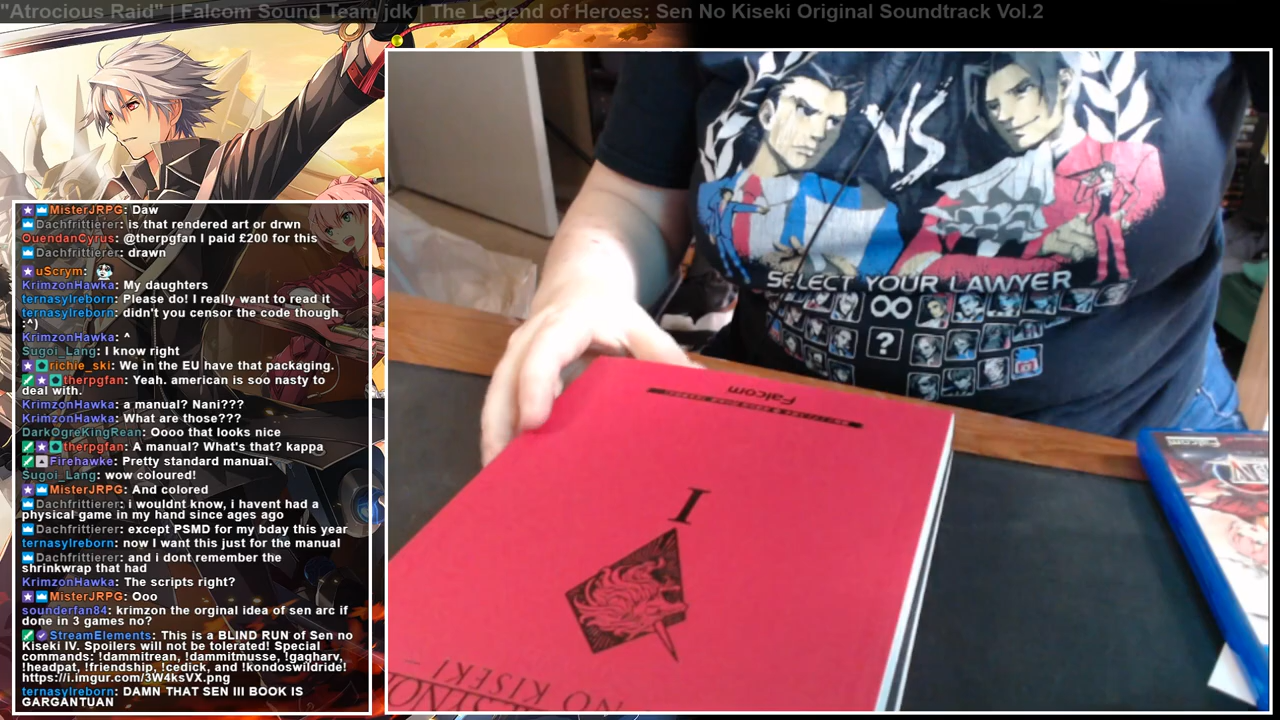 "Atrocious Raid" | Falcom Sound Team jdk | The Legend of Heroes: Sen No Kiseki Original Soundtrack Vol.2
MisterJRPG: Daw
Dachfrittierer: is that rendered art or drwn
OuendanCyrus: @therpgfan I paid £200 for this
Dachfrittierer: drawn
uScrym:
KrimzonHawka: My daughters
ternasylreborn: Please do! I really want to read it
ternasylreborn: didn't you censor the code though
:^)
KrimzonHawka: ^
Sugoi_Lang: I know right
richie_ski: We in the EU have that packaging.
therpgfan: Yeah. american is soo nasty to
deal with.
KrimzonHawka: a manual? Nani???
KrimzonHawka: What are those???
DarkOgreKingRean: Oooo that looks nice
therpgfan: A manual? What's that? kappa
Firehawke: Pretty standard manual.
Sugoi_Lang: wow coloured!
MisterJRPG: And colored
Dachfrittierer: i wouldnt know, i havent had a
physical game in my hand since ages ago
Dachfrittierer: except PSMD for my bday this year
ternasylreborn: now I want this just for the manual
Dachfrittierer: and i dont remember the
shrinkwrap that had
KrimzonHawka: The scripts right?
MisterJRPG: Ooo
sounderfan84: krimzon the orginal idea of sen arc if
done in 3 games no?
StreamElements: This is a BLIND RUN of Sen no
Kiseki IV. Spoilers will not be tolerated! Special
commands: !dammitrean, !dammitmusse, !gagharv,
!headpat, !friendship, !cedick, and !kondoswildride!
https://i.imgur.com/3W4ksVX.png
ternasylreborn: DAMN THAT SEN III BOOK IS
GARGANTUAN
VS
SELECT YOUR LAWYER
∞
?
Falcom
I
NO KISEKI
Falcom